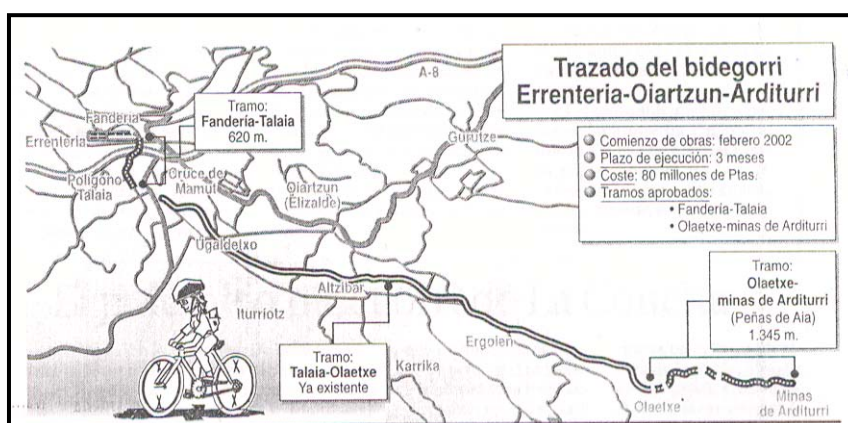 Trazado del bidegorri
Errenteria-Oiartzun-Arditurri
Comienzo de obras: febrero 2002
Plazo de ejecución: 3 meses
Coste: 80 millones de Ptas.
Tramos aprobados:
• Fandería-Talaia
• Olaetxe-minas de Arditurri
A-8
Tramo:
Fandería-Talaia
620 m.
Fandería
Errenteria
Cruce de
Mamut
Polígono
Talaia
Gurutze
Oiartzun
(Elizalde)
Ugaldetxo
Altzibar
Iturriotz
Tramo:
Talaia-Olaetxe
Ya existente
Karrika
Ergoien
Tramo:
Olaetxe-
minas de Arditurri
(Peñas de Aia)
1.345 m.
Olaetxe
Minas
de Arditurri